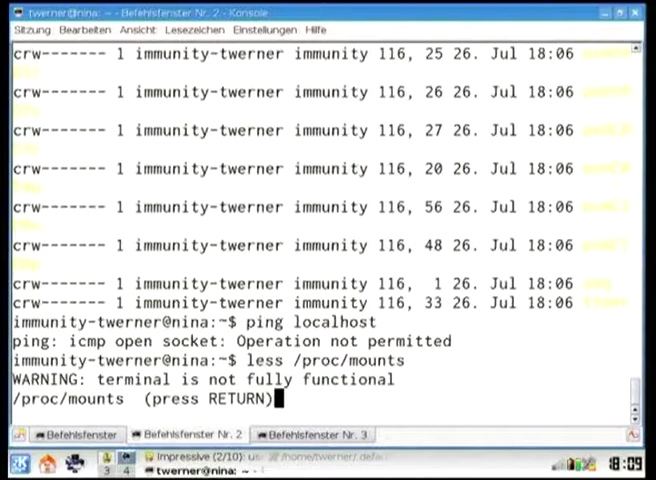 twerner@nina: ~ - Befehlsfenster Nr. 2 - Konsole
Sitzung Bearbeiten Ansicht Lesezeichen Einstellungen Hilfe
crw------- 1 immunity-twerner immunity 116, 25 26. Jul 18:06
crw------- 1 immunity-twerner immunity 116, 26 26. Jul 18:06
crw------- 1 immunity-twerner immunity 116, 27 26. Jul 18:06
crw------- 1 immunity-twerner immunity 116, 20 26. Jul 18:06
crw------- 1 immunity-twerner immunity 116, 56 26. Jul 18:06
crw------- 1 immunity-twerner immunity 116, 48 26. Jul 18:06
crw------- 1 immunity-twerner immunity 116, 1 26. Jul 18:06
crw------- 1 immunity-twerner immunity 116, 33 26. Jul 18:06
immunity-twerner@nina:~$ ping localhost
ping: icmp open socket: Operation not permitted
immunity-twerner@nina:~$ less /proc/mounts
WARNING: terminal is not fully functional
/proc/mounts (press RETURN)
Befehlsfenster Befehlsfenster Nr. 2 Befehlsfenster Nr. 3
Impressive (2/10): /home/twerner/
3 4 twerner@nina: ~ -
18:09